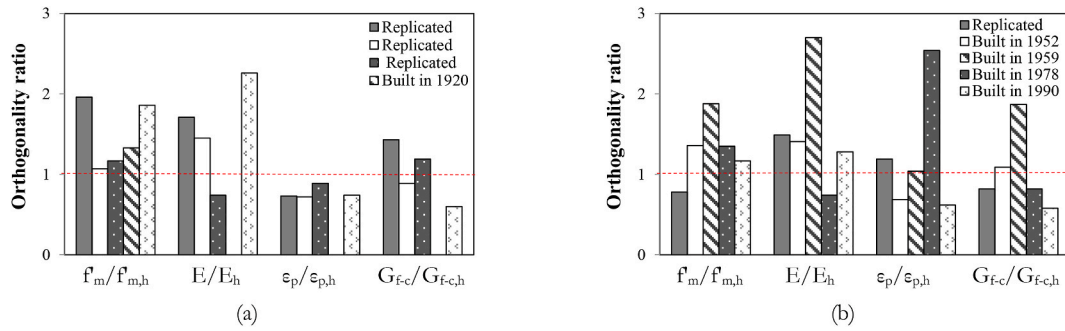 Orthogonality ratio
3
2
1
0
Replicated
Replicated
Replicated
Built in 1920
f'm/f'm,h
E/Eh
εp/εp,h
Gf-c/Gf-c,h
(a)
Orthogonality ratio
3
2
1
0
Replicated
Built in 1952
Built in 1959
Built in 1978
Built in 1990
f'm/f'm,h
E/Eh
εp/εp,h
Gf-c/Gf-c,h
(b)